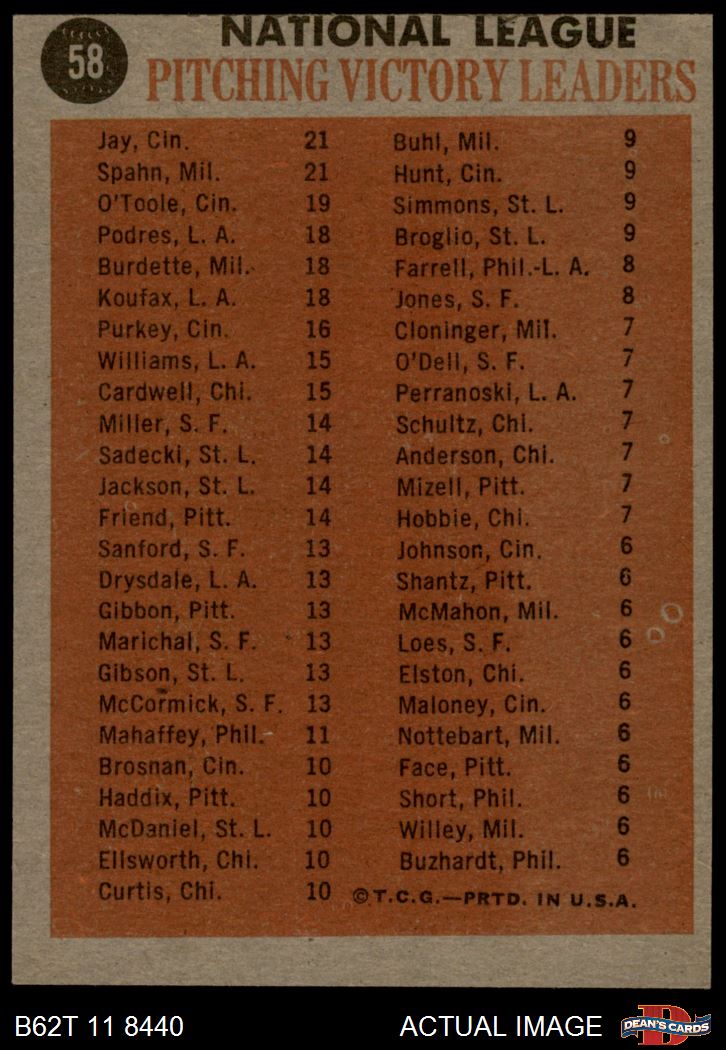 58
NATIONAL LEAGUE
PITCHING VICTORY LEADERS
Jay, Cin. 21
Spahn, Mil. 21
O'Toole, Cin. 19
Podres, L. A. 18
Burdette, Mil. 18
Koufax, L. A. 18
Purkey, Cin. 16
Williams, L. A. 15
Cardwell, Chi. 15
Miller, S. F. 14
Sadecki, St. L. 14
Jackson, St. L. 14
Friend, Pitt. 14
Sanford, S. F. 13
Drysdale, L. A. 13
Gibbon, Pitt. 13
Marichal, S. F. 13
Gibson, St. L. 13
McCormick, S. F. 13
Mahaffey, Phil. 11
Brosnan, Cin. 10
Haddix, Pitt. 10
McDaniel, St. L. 10
Ellsworth, Chi. 10
Curtis, Chi. 10
Buhl, Mil. 9
Hunt, Cin. 9
Simmons, St. L. 9
Broglio, St. L. 9
Farrell, Phil.-L. A. 8
Jones, S. F. 8
Cloninger, Mil. 7
O'Dell, S. F. 7
Perranoski, L. A. 7
Schultz, Chi. 7
Anderson, Chi. 7
Mizell, Pitt. 7
Hobbie, Chi. 7
Johnson, Cin. 6
Shantz, Pitt. 6
McMahon, Mil. 6
Loes, S. F. 6
Elston, Chi. 6
Maloney, Cin. 6
Nottebart, Mil. 6
Face, Pitt. 6
Short, Phil. 6
Willey, Mil. 6
Buzhardt, Phil. 6
©T.C.G.—PRTD. IN U.S.A.
B62T 11 8440
ACTUAL IMAGE
DEAN'S CARDS